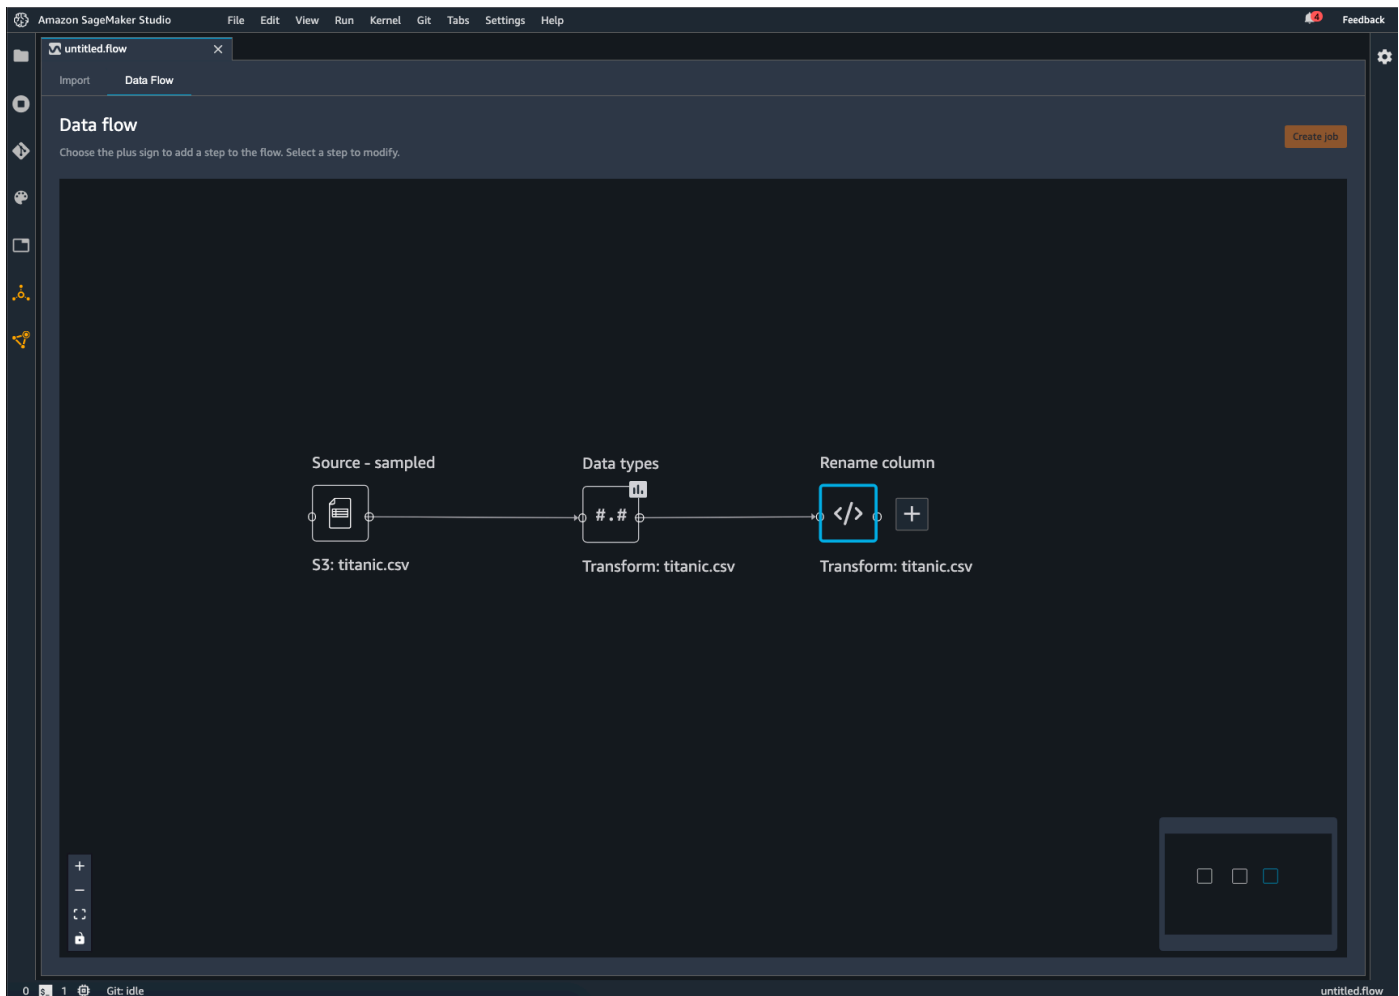 Amazon SageMaker Studio File Edit View Run Kernel Git Tabs Settings Help 4 Feedback
untitled.flow
Import Data Flow
Data flow
Create job
Choose the plus sign to add a step to the flow. Select a step to modify.
Source - sampled Data types Rename column
#.# </> +
S3: titanic.csv Transform: titanic.csv Transform: titanic.csv
0 $_ 1 Git: idle untitled.flow